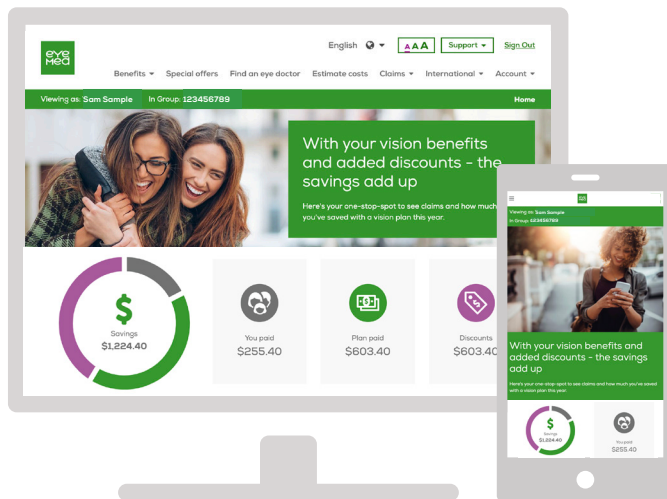 eye
med
English
A A A
Support
Sign Out
Benefits
Special offers
Find an eye doctor
Estimate costs
Claims
International
Account
Viewing as: Sam Sample
In Group: 123456789
Home
With your vision benefits
and added discounts - the
savings add up
Here's your one-stop-spot to see claims and how much
you've saved with a vision plan this year.
$
Savings
$1,224.40
You paid
$255.40
Plan paid
$603.40
Discounts
$603.40
eye
med
Viewing as: Sam Sample
In Group: 123456789
With your vision benefits and
added discounts - the savings
add up
Here's your one-stop-spot to see claims and how much you've saved
with a vision plan this year.
$
Savings
$1,224.40
You paid
$255.40